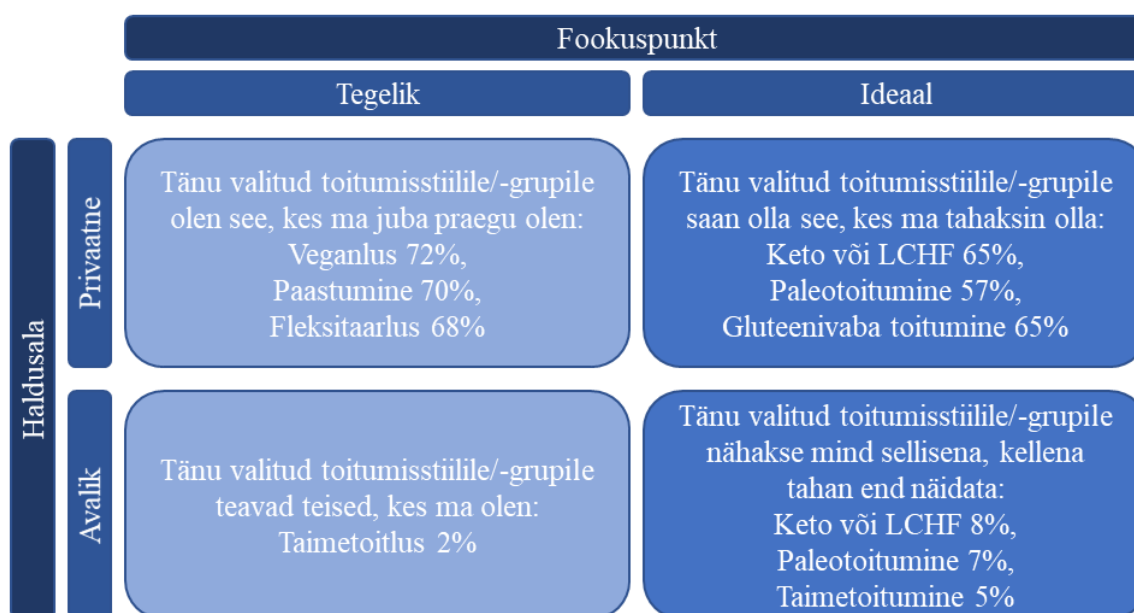 Fookuspunkt
Tegelik
Ideaal
Haldusala
Privaatne
Tänu valitud toitumisstiilile/-grupile
olen see, kes ma juba praegu olen:
Veganlus 72%,
Paastumine 70%,
Fleksitaarlus 68%
Tänu valitud toitumisstiilile/-grupile
saan olla see, kes ma tahaksin olla:
Keto või LCHF 65%,
Paleotoitumine 57%,
Gluteenivaba toitumine 65%
Avalik
Tänu valitud toitumisstiilile/-grupile
teavad teised, kes ma olen:
Taimetoitlus 2%
Tänu valitud toitumisstiilile/-grupile
nähakse mind sellisena, kellena
tahan end näidata:
Keto või LCHF 8%,
Paleotoitumine 7%,
Taimetoitumine 5%